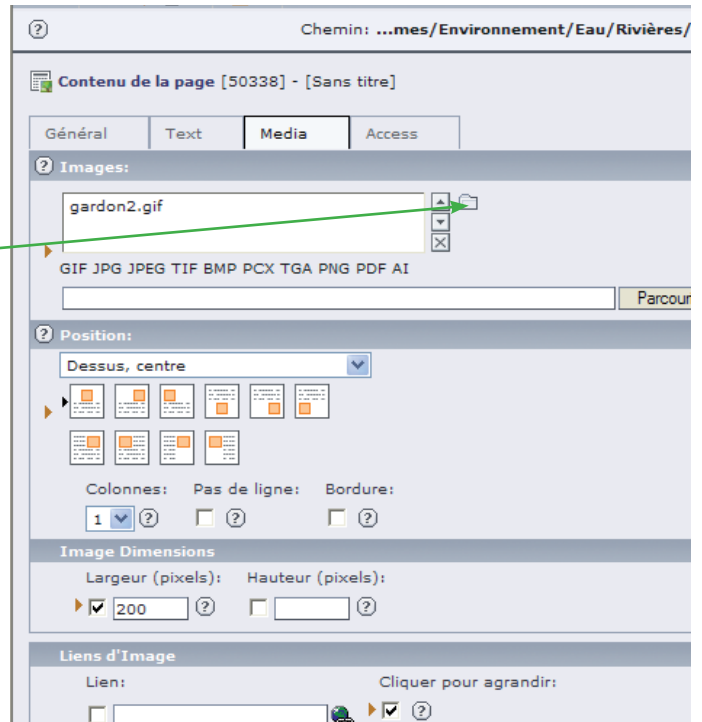 Chemin: ...mes/Environnement/Eau/Rivières/
Contenu de la page [50338] - [Sans titre]
Général Text Media Access
Images:
gardon2.gif
GIF JPG JPEG TIF BMP PCX TGA PNG PDF AI
Parcour
Position:
Dessus, centre
Colonnes: Pas de ligne: Bordure:
1
Image Dimensions
Largeur (pixels): Hauteur (pixels):
200
Liens d'Image
Lien: Cliquer pour agrandir: